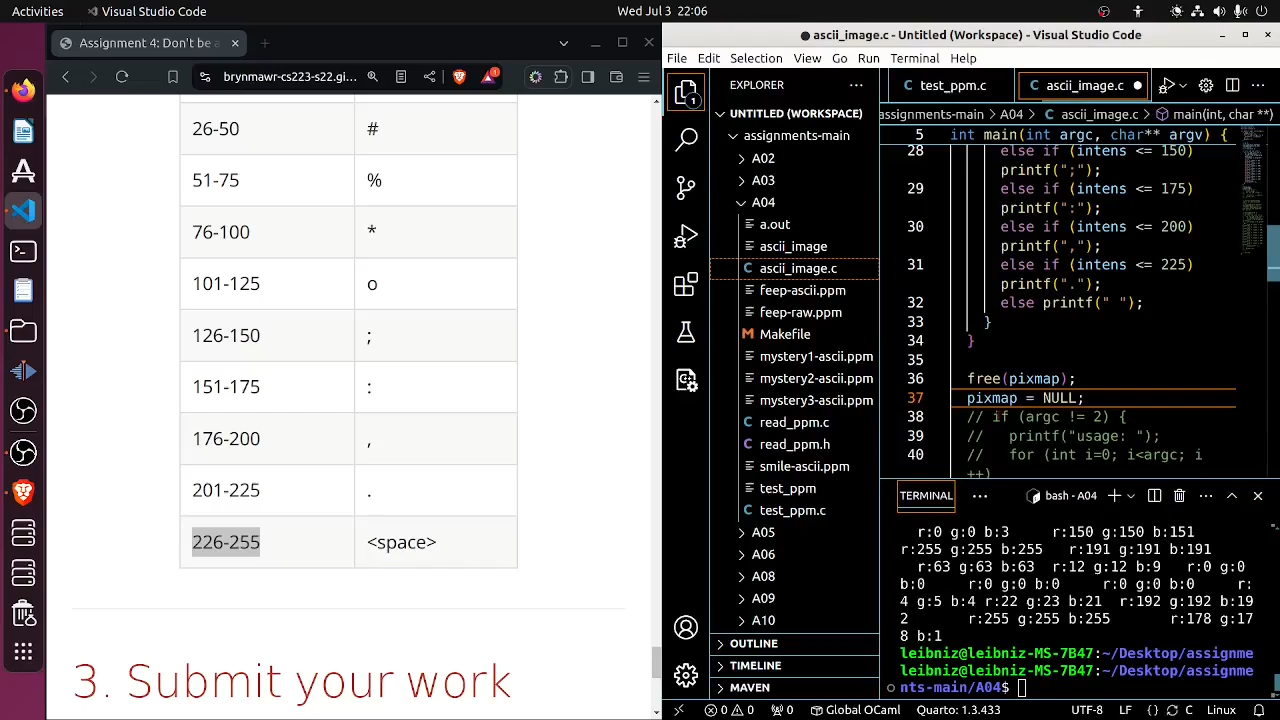 Activities
Visual Studio Code
Wed Jul 3 22:06
Assignment 4: Don't be a
brynmawr-cs223-s22.gi...
26-50 #
51-75 %
76-100 *
101-125 o
126-150 ;
151-175 :
176-200 ,
201-225 .
226-255 <space>
3. Submit your work
ascii_image.c - Untitled (Workspace) - Visual Studio Code
File Edit Selection View Go Run Terminal Help
1
EXPLORER
UNTITLED (WORKSPACE)
assignments-main
A02
A03
A04
a.out
ascii_image
C ascii_image.c
feep-ascii.ppm
feep-raw.ppm
M Makefile
mystery1-ascii.ppm
mystery2-ascii.ppm
mystery3-ascii.ppm
C read_ppm.c
C read_ppm.h
smile-ascii.ppm
test_ppm
C test_ppm.c
A05
A06
A08
A09
A10
OUTLINE
TIMELINE
MAVEN
C test_ppm.c
C ascii_image.c
assignments-main > A04 > C ascii_image.c > main(int, char **)
5 int main(int argc, char** argv) {
28 else if (intens <= 150)
printf(";");
29 else if (intens <= 175)
printf(":");
30 else if (intens <= 200)
printf(",");
31 else if (intens <= 225)
printf(".");
32 else printf(" ");
33 }
34 }
35
36 free(pixmap);
37 pixmap = NULL;
38 // if (argc != 2) {
39 // printf("usage: ");
40 // for (int i=0; i<argc; i
++)
TERMINAL
bash - A04
r:0 g:0 b:3 r:150 g:150 b:151
r:255 g:255 b:255 r:191 g:191 b:191
r:63 g:63 b:63 r:12 g:12 b:9 r:0 g:0
b:0 r:0 g:0 b:0 r:0 g:0 b:0 r:
4 g:5 b:4 r:22 g:23 b:21 r:192 g:192 b:19
2 r:255 g:255 b:255 r:178 g:17
8 b:1
leibniz@leibniz-MS-7B47:~/Desktop/assignme
leibniz@leibniz-MS-7B47:~/Desktop/assignme
nts-main/A04$
0 0 0 Global OCaml Quarto: 1.3.433 UTF-8 LF {} C Linux